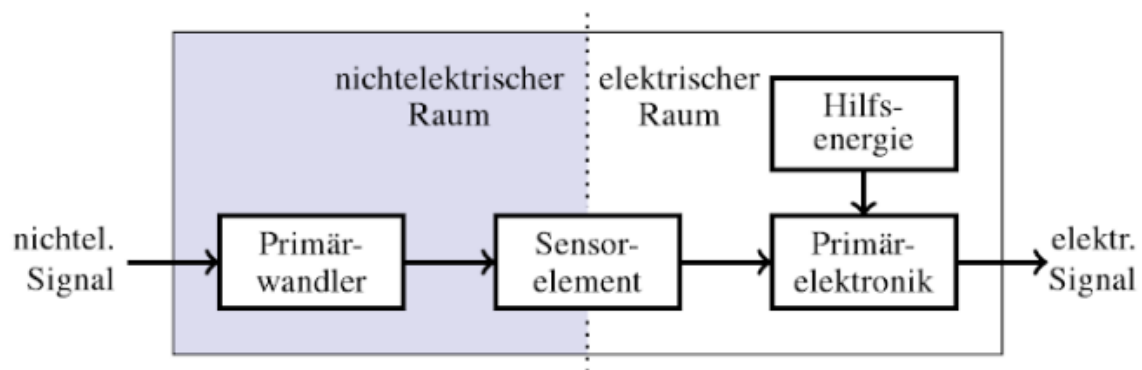 nichtelektrischer
Raum
elektrischer
Raum
Hilfs-
energie
nichtel.
Signal
Primär-
wandler
Sensor-
element
Primär-
elektronik
elektr.
Signal